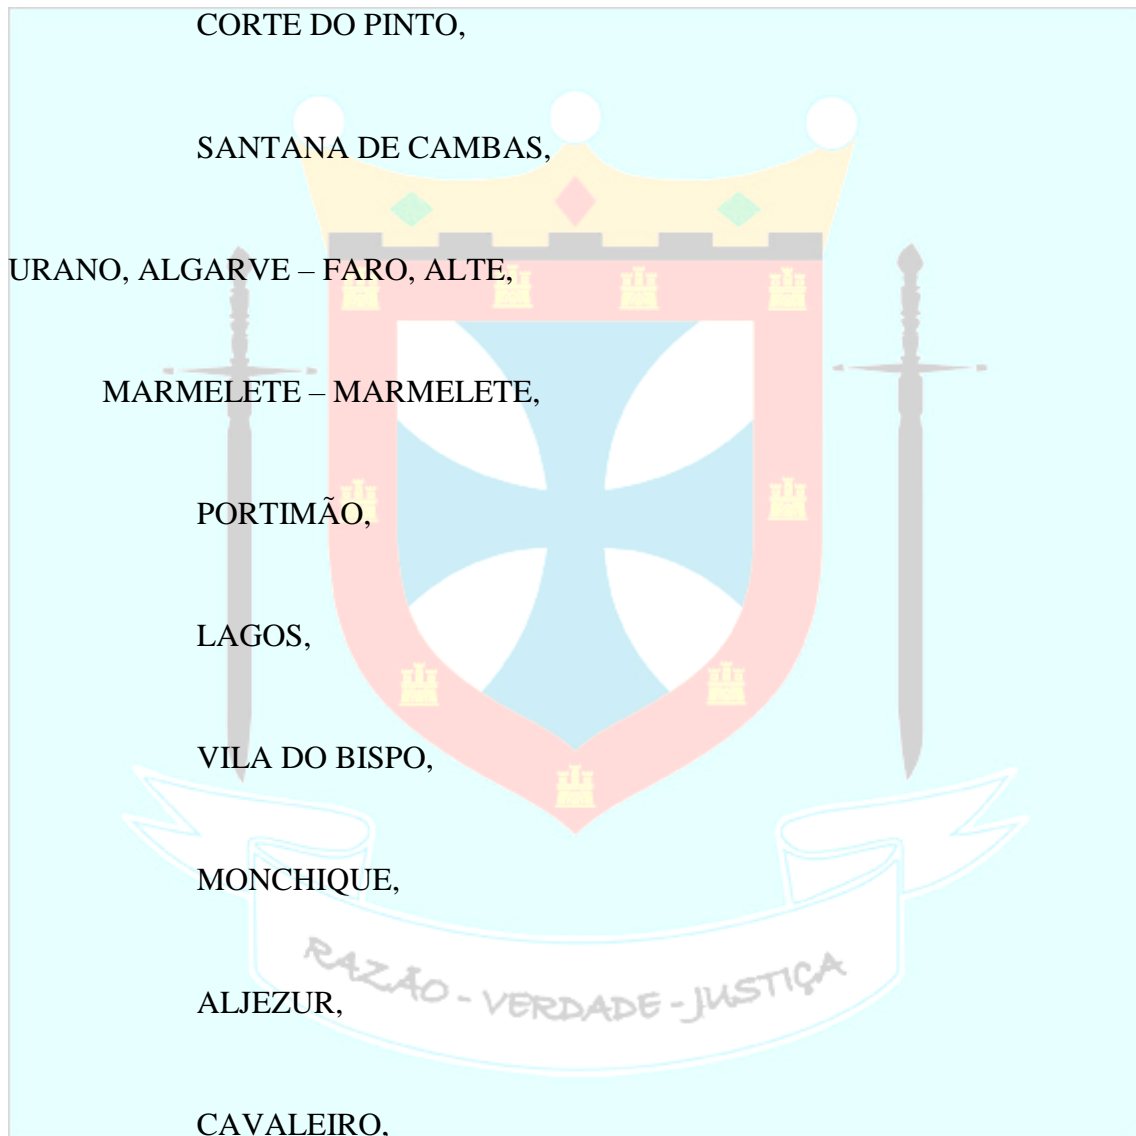 CORTE DO PINTO,
SANTANA DE CAMBAS,
URANO, ALGARVE – FARO, ALTE,
MARMELETE – MARMELETE,
PORTIMÃO,
LAGOS,
VILA DO BISPO,
MONCHIQUE,
RAZÃO - VERDADE - JUSTIÇA
ALJEZUR,
CAVALEIRO,